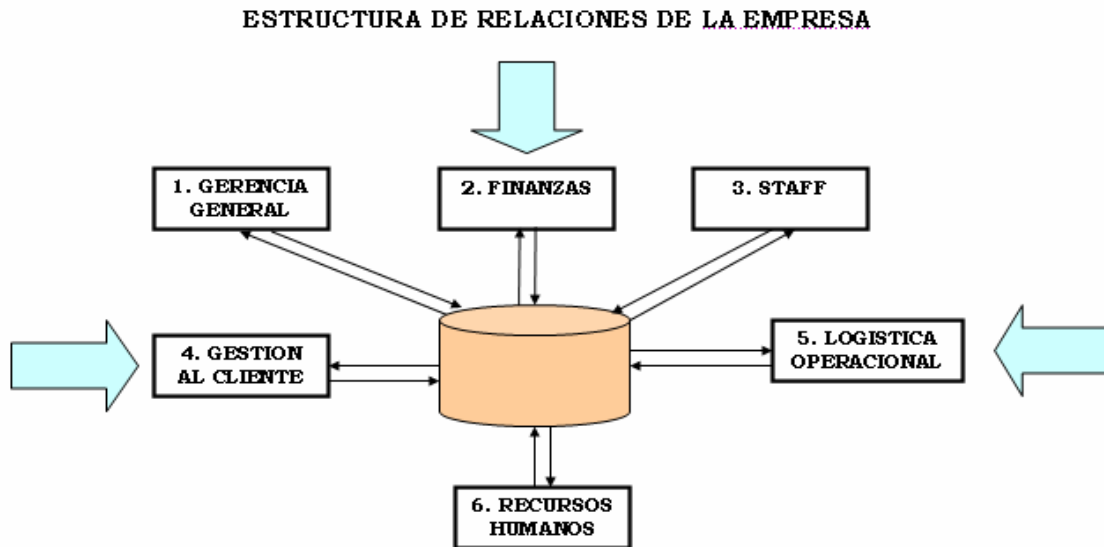 ESTRUCTURA DE RELACIONES DE LA EMPRESA
1. GERENCIA
GENERAL
2. FINANZAS
3. STAFF
4. GESTION
AL CLIENTE
5. LOGISTICA
OPERACIONAL
6. RECURSOS
HUMANOS